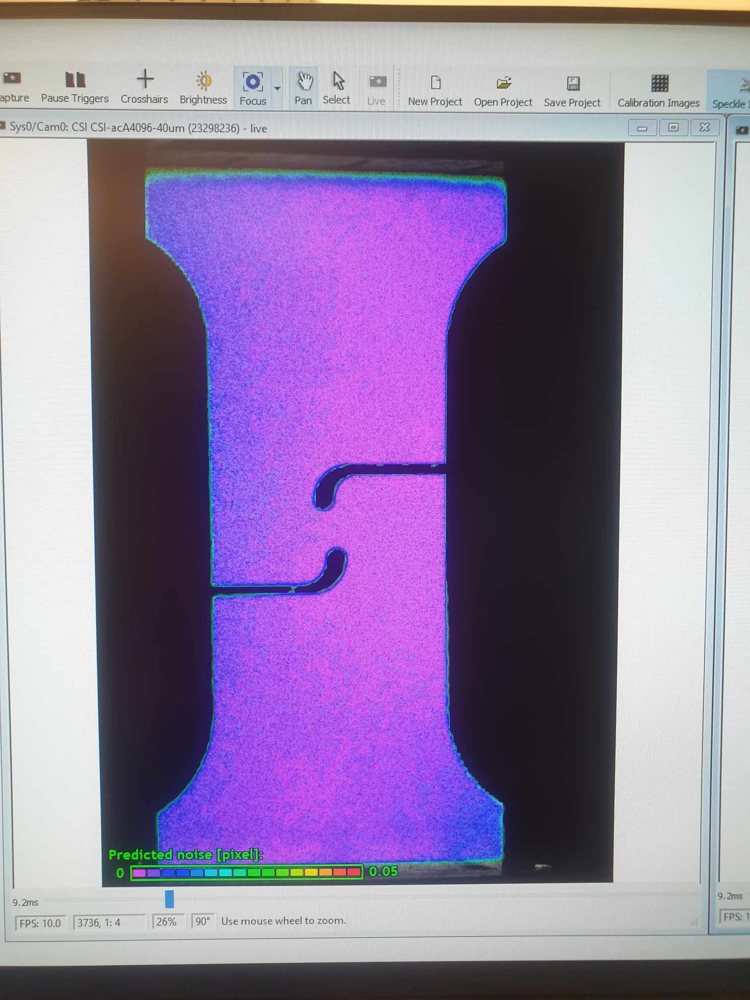 apture Pause Triggers Crosshairs Brightness Focus Pan Select Live New Project Open Project Save Project Calibration Images Speckle
Sys0/Cam0: CSI CSI-acA4096-40um (23298236) - live
Predicted noise [pixel]:
0 0.05
9.2ms 9.2ms
FPS: 10.0 3736, 1: 4 26% 90° Use mouse wheel to zoom. FPS: 1